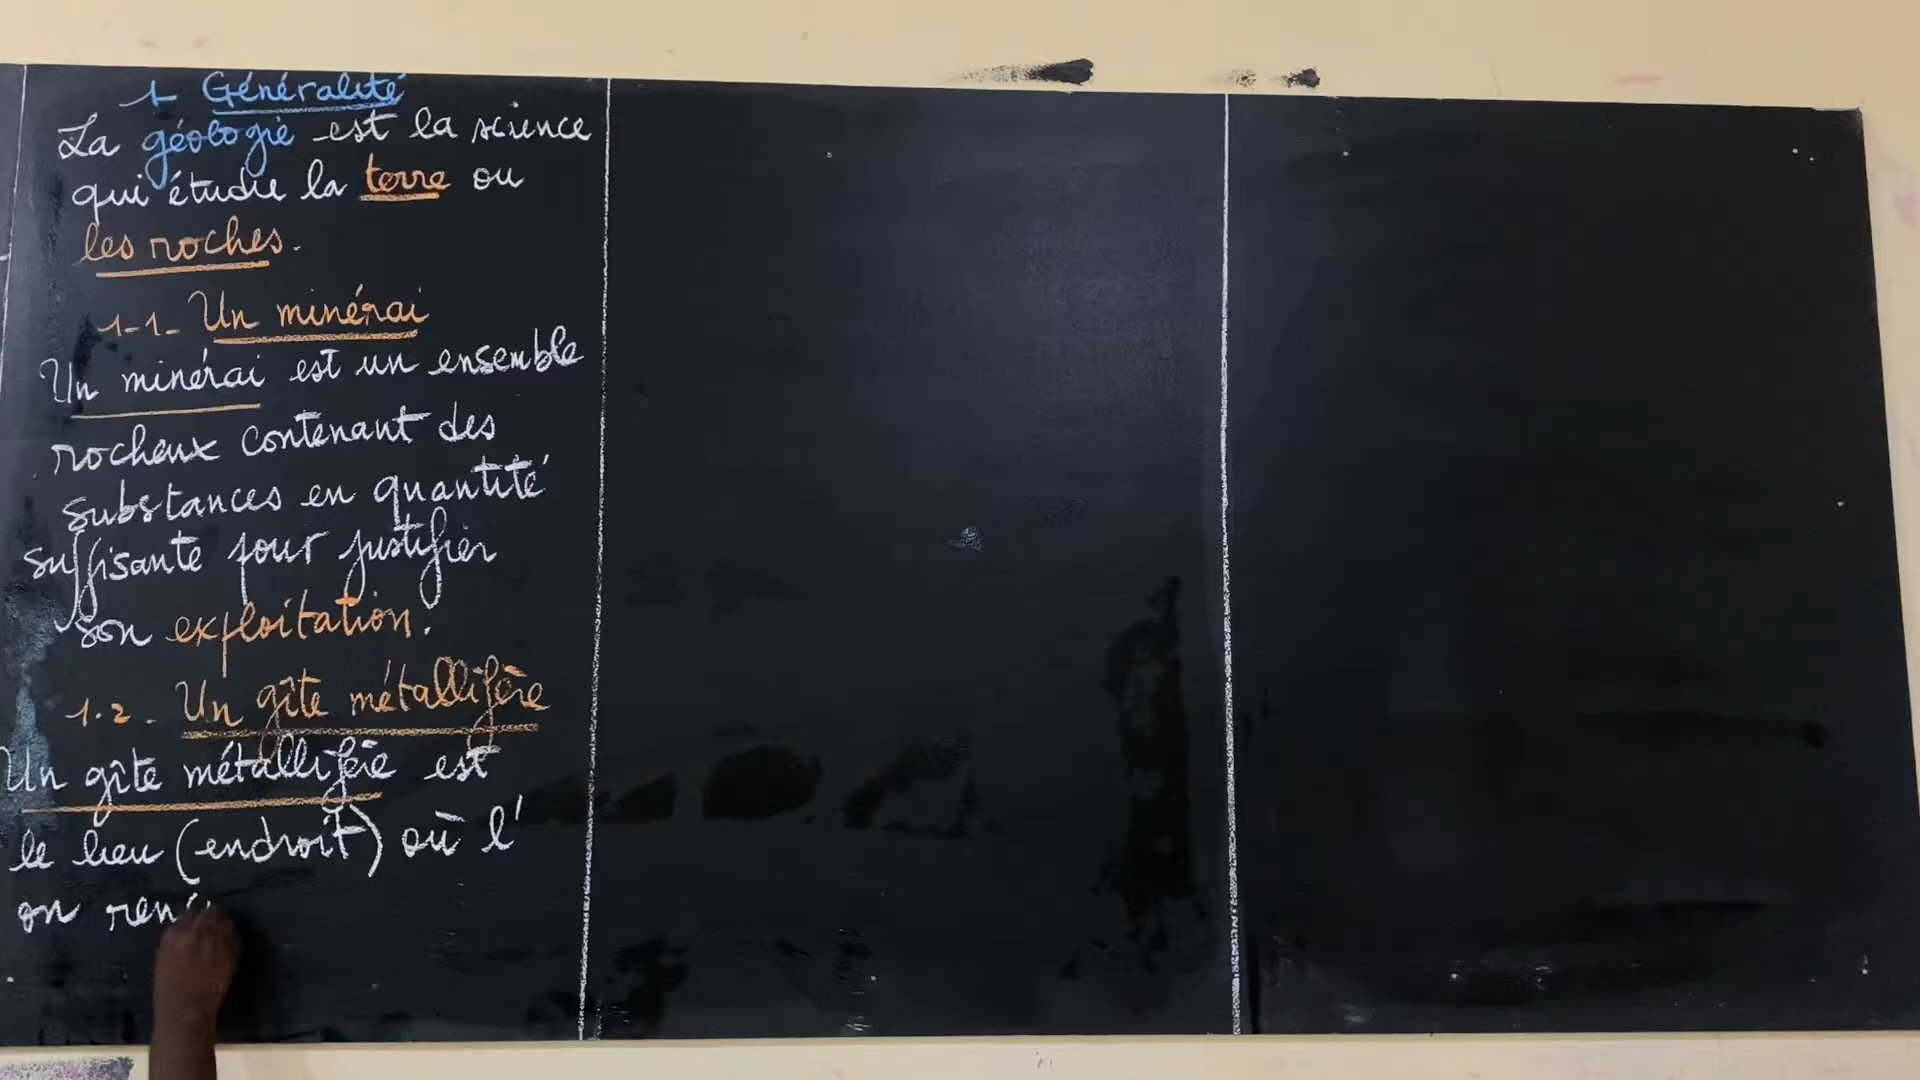 1 Généralité
La géologie est la science
qui étudie la terre ou
les roches.
1-1- Un minérai
Un minérai est un ensemble
rocheux contenant des
substances en quantité
suffisante pour justifier
son exploitation.
1.2. Un gîte métallifère
Un gîte métallifère est
le lieu (endroit) où l'
on